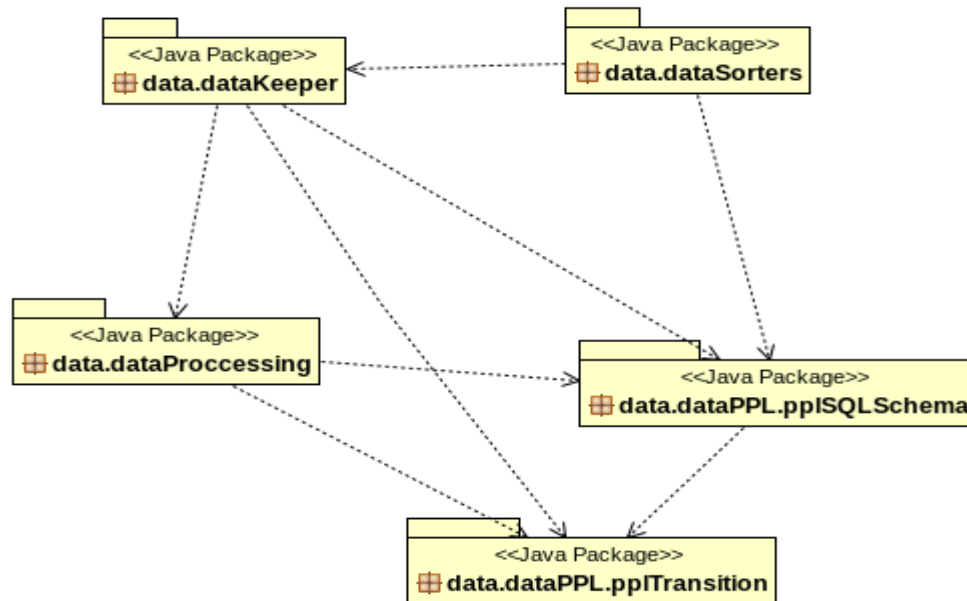 <<Java Package>>
data.dataKeeper
<<Java Package>>
data.dataSorters
<<Java Package>>
data.dataProccessing
<<Java Package>>
data.dataPPL.pplSQLSchema
<<Java Package>>
data.dataPPL.pplTransition